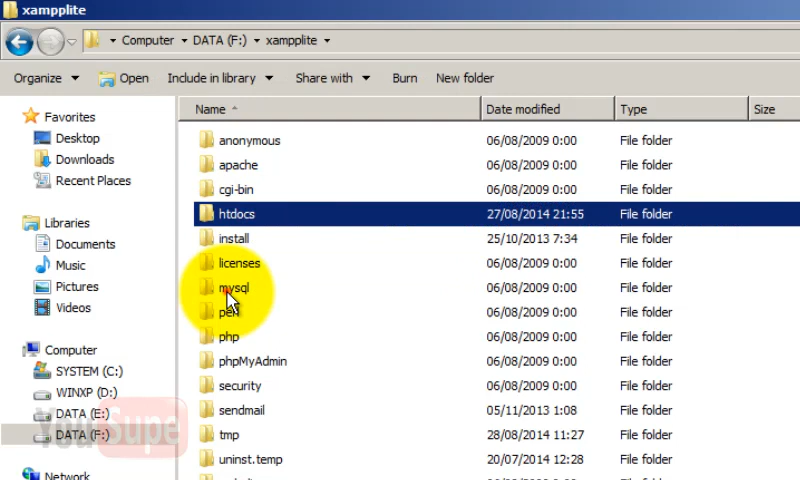 xampplite
Computer DATA (F:) xampplite
Organize Open Include in library Share with Burn New folder
Name Date modified Type Size
Favorites
Desktop
Downloads
Recent Places
Libraries
Documents
Music
Pictures
Videos
Computer
SYSTEM (C:)
WINXP (D:)
DATA (E:)
DATA (F:)
Network
anonymous 06/08/2009 0:00 File folder
apache 06/08/2009 0:00 File folder
cgi-bin 06/08/2009 0:00 File folder
htdocs 27/08/2014 21:55 File folder
install 25/10/2013 7:34 File folder
licenses 06/08/2009 0:00 File folder
mysql 06/08/2009 0:00 File folder
perl 06/08/2009 0:00 File folder
php 06/08/2009 0:00 File folder
phpMyAdmin 06/08/2009 0:00 File folder
security 06/08/2009 0:00 File folder
sendmail 05/11/2013 1:08 File folder
tmp 28/08/2014 11:27 File folder
uninst.temp 20/07/2014 12:28 File folder
YouSupe